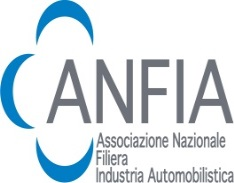 ANFIA
Associazione Nazionale
Filiera
Industria Automobilistica